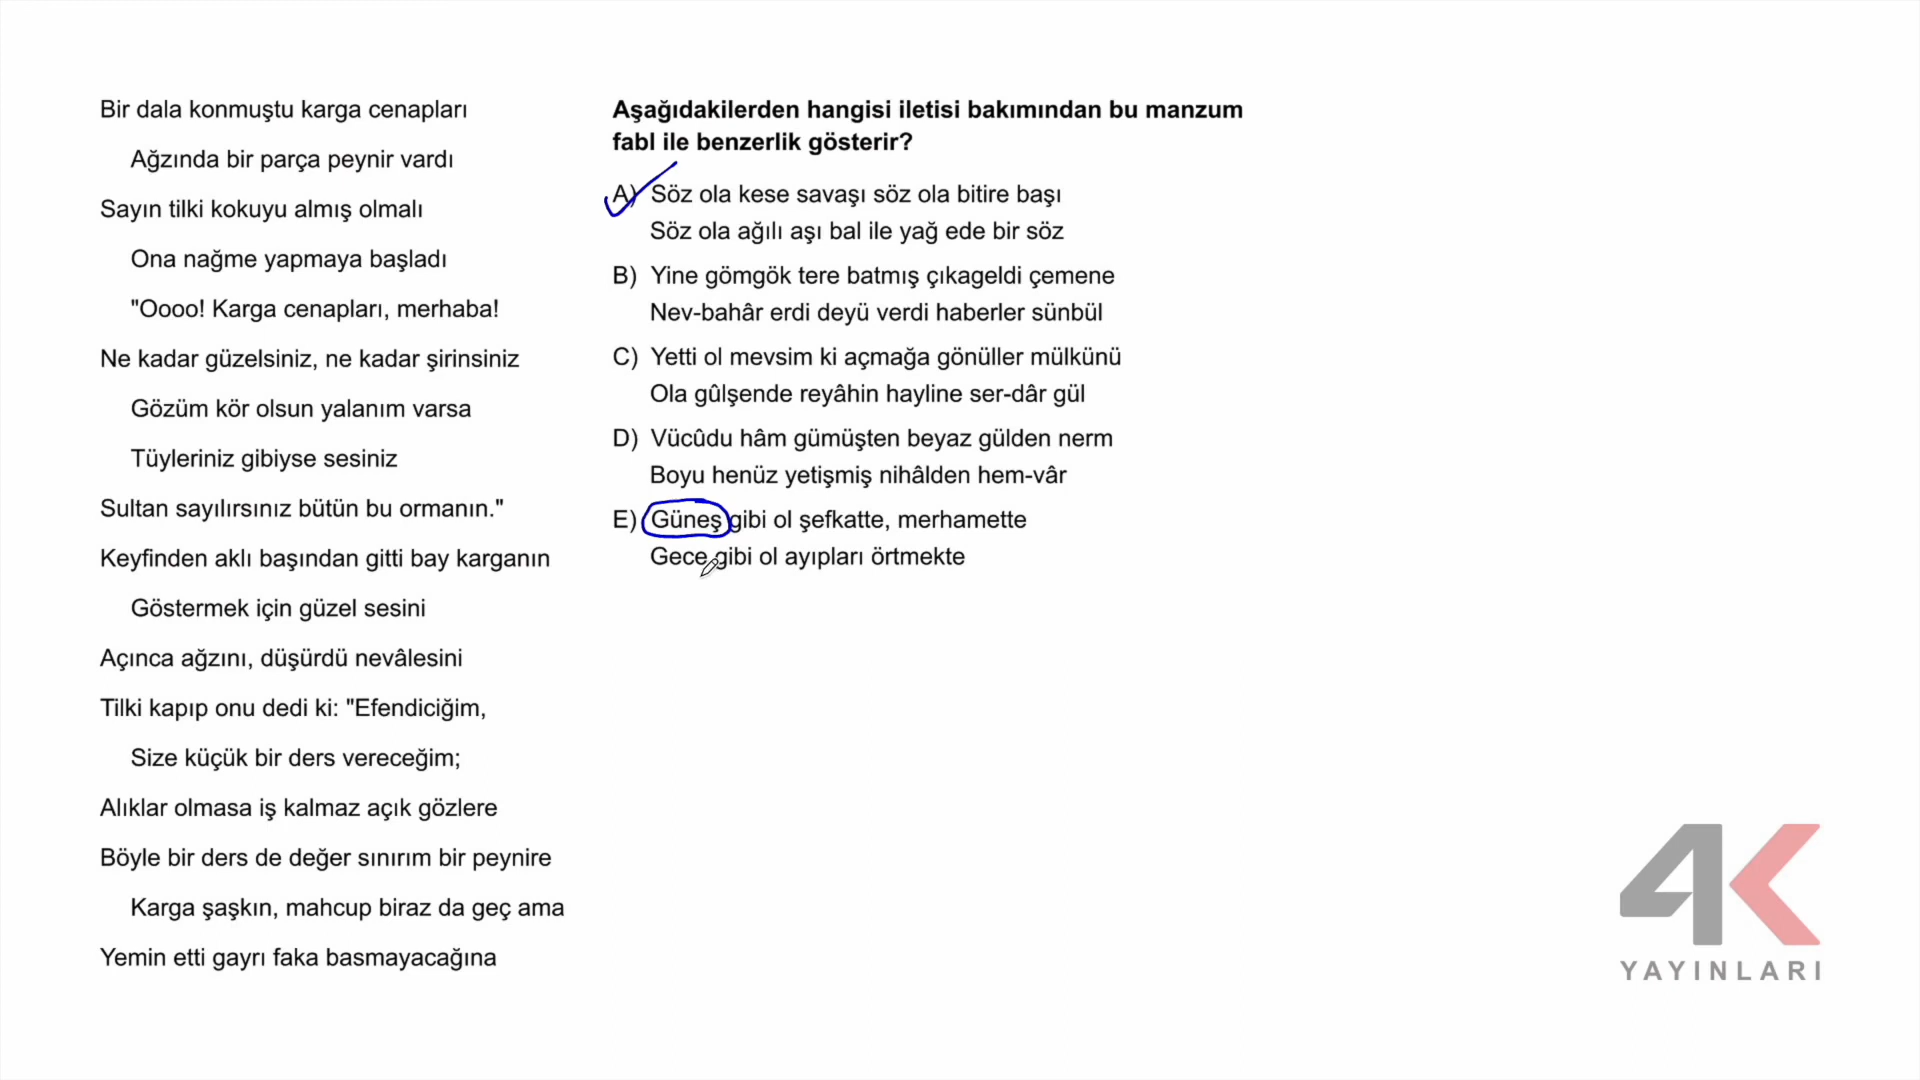 Bir dala konmuştu karga cenapları
Ağzında bir parça peynir vardı
Sayın tilki kokuyu almış olmalı
Ona nağme yapmaya başladı
"Oooo! Karga cenapları, merhaba!
Ne kadar güzelsiniz, ne kadar şirinsiniz
Gözüm kör olsun yalanım varsa
Tüyleriniz gibiyse sesiniz
Sultan sayılırsınız bütün bu ormanın."
Keyfinden aklı başından gitti bay karganın
Göstermek için güzel sesini
Açınca ağzını, düşürdü nevâlesini
Tilki kapıp onu dedi ki: "Efendiciğim,
Size küçük bir ders vereceğim;
Alıklar olmasa iş kalmaz açık gözlere
Böyle bir ders de değer sınırım bir peynire
Karga şaşkın, mahcup biraz da geç ama
Yemin etti gayrı faka basmayacağına
Aşağıdakilerden hangisi iletisi bakımından bu manzum
fabl ile benzerlik gösterir?
A) Söz ola kese savaşı söz ola bitire başı
Söz ola ağılı aşı bal ile yağ ede bir söz
B) Yine gömgök tere batmış çıkageldi çemene
Nev-bahâr erdi deyü verdi haberler sünbül
C) Yetti ol mevsim ki açmağa gönüller mülkünü
Ola gûlşende reyâhin hayline ser-dâr gül
D) Vücûdu hâm gümüşten beyaz gülden nerm
Boyu henüz yetişmiş nihâlden hem-vâr
E) Güneş gibi ol şefkatte, merhamette
Gece gibi ol ayıpları örtmekte
4K
YAYINLARI